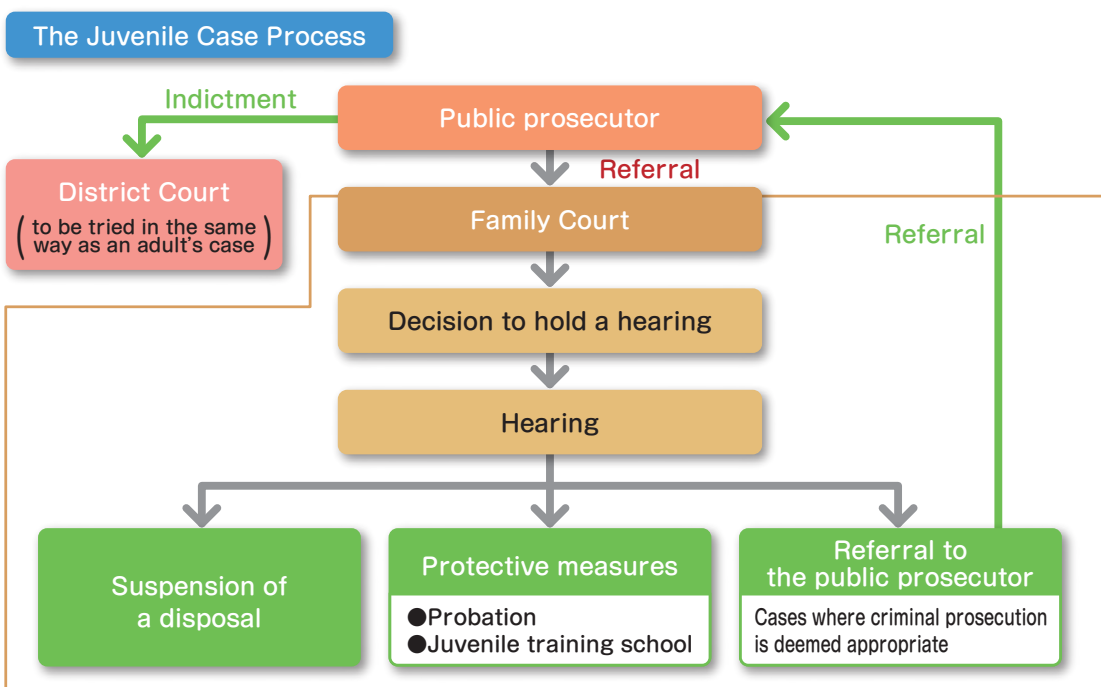 The Juvenile Case Process
Indictment
Public prosecutor
Referral
District Court
(to be tried in the same
way as an adult's case)
Family Court
Referral
Decision to hold a hearing
Hearing
Suspension of
a disposal
Protective measures
●Probation
●Juvenile training school
Referral to
the public prosecutor
Cases where criminal prosecution
is deemed appropriate